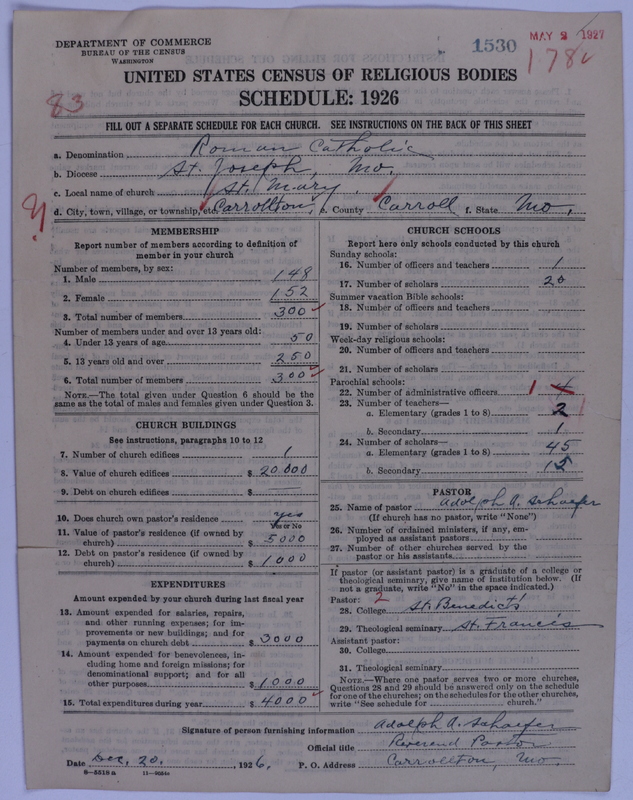 DEPARTMENT OF COMMERCE
BUREAU OF THE CENSUS
WASHINGTON
1530
MAY 2 1927
178
83
UNITED STATES CENSUS OF RELIGIOUS BODIES
SCHEDULE: 1926
FILL OUT A SEPARATE SCHEDULE FOR EACH CHURCH. SEE INSTRUCTIONS ON THE BACK OF THIS SHEET
a. Denomination Roman Catholic
b. Diocese St. Joseph, Mo.
c. Local name of church St. Mary
d. City, town, village, or township, etc. Carrollton, e. County Carroll f. State Mo.
MEMBERSHIP
Report number of members according to definition of
member in your church
Number of members, by sex:
1. Male 148
2. Female 152
3. Total number of members 300
Number of members under and over 13 years old:
4. Under 13 years of age 50
5. 13 years old and over 250
6. Total number of members 300
NOTE.—The total given under Question 6 should be the
same as the total of males and females given under Question 3.
CHURCH BUILDINGS
See instructions, paragraphs 10 to 12
7. Number of church edifices 1
8. Value of church edifices $ 20000
9. Debt on church edifices $
10. Does church own pastor's residence yes
Yes or No
11. Value of pastor's residence (if owned by
church) $ 5000
12. Debt on pastor's residence (if owned by
church) $ 1000
EXPENDITURES
Amount expended by your church during last fiscal year
13. Amount expended for salaries, repairs,
and other running expenses; for im-
provements or new buildings; and for
payments on church debt $ 3000
14. Amount expended for benevolences, in-
cluding home and foreign missions; for
denominational support; and for all
other purposes $ 1000
15. Total expenditures during year $ 4000
CHURCH SCHOOLS
Report here only schools conducted by this church
Sunday schools:
16. Number of officers and teachers 1
17. Number of scholars 20
Summer vacation Bible schools:
18. Number of officers and teachers
19. Number of scholars
Week-day religious schools:
20. Number of officers and teachers
21. Number of scholars
Parochial schools:
22. Number of administrative officers 1
23. Number of teachers—
a. Elementary (grades 1 to 8) 2
b. Secondary 1
24. Number of scholars—
a. Elementary (grades 1 to 8) 45
b. Secondary 15
PASTOR
25. Name of pastor Adolph A. Schaefer
(If church has no pastor, write "None")
26. Number of ordained ministers, if any, em-
ployed as assistant pastors
27. Number of other churches served by the
pastor or his assistants
If pastor (or assistant pastor) is a graduate of a college or
theological seminary, give name of institution below. (If
not a graduate, write "No" in the space indicated.)
Pastor: 2
28. College St. Benedict's
29. Theological seminary St. Francis
Assistant pastor:
30. College
31. Theological seminary
NOTE.—Where one pastor serves two or more churches,
Questions 28 and 29 should be answered only on the schedule
for one of the churches; on the schedules for the other churches,
write "See schedule for church."
Signature of person furnishing information Adolph A. Schaefer
Official title Reverend Pastor
Date Dec. 20, 1926. P. O. Address Carrollton, Mo.
8—5518 a